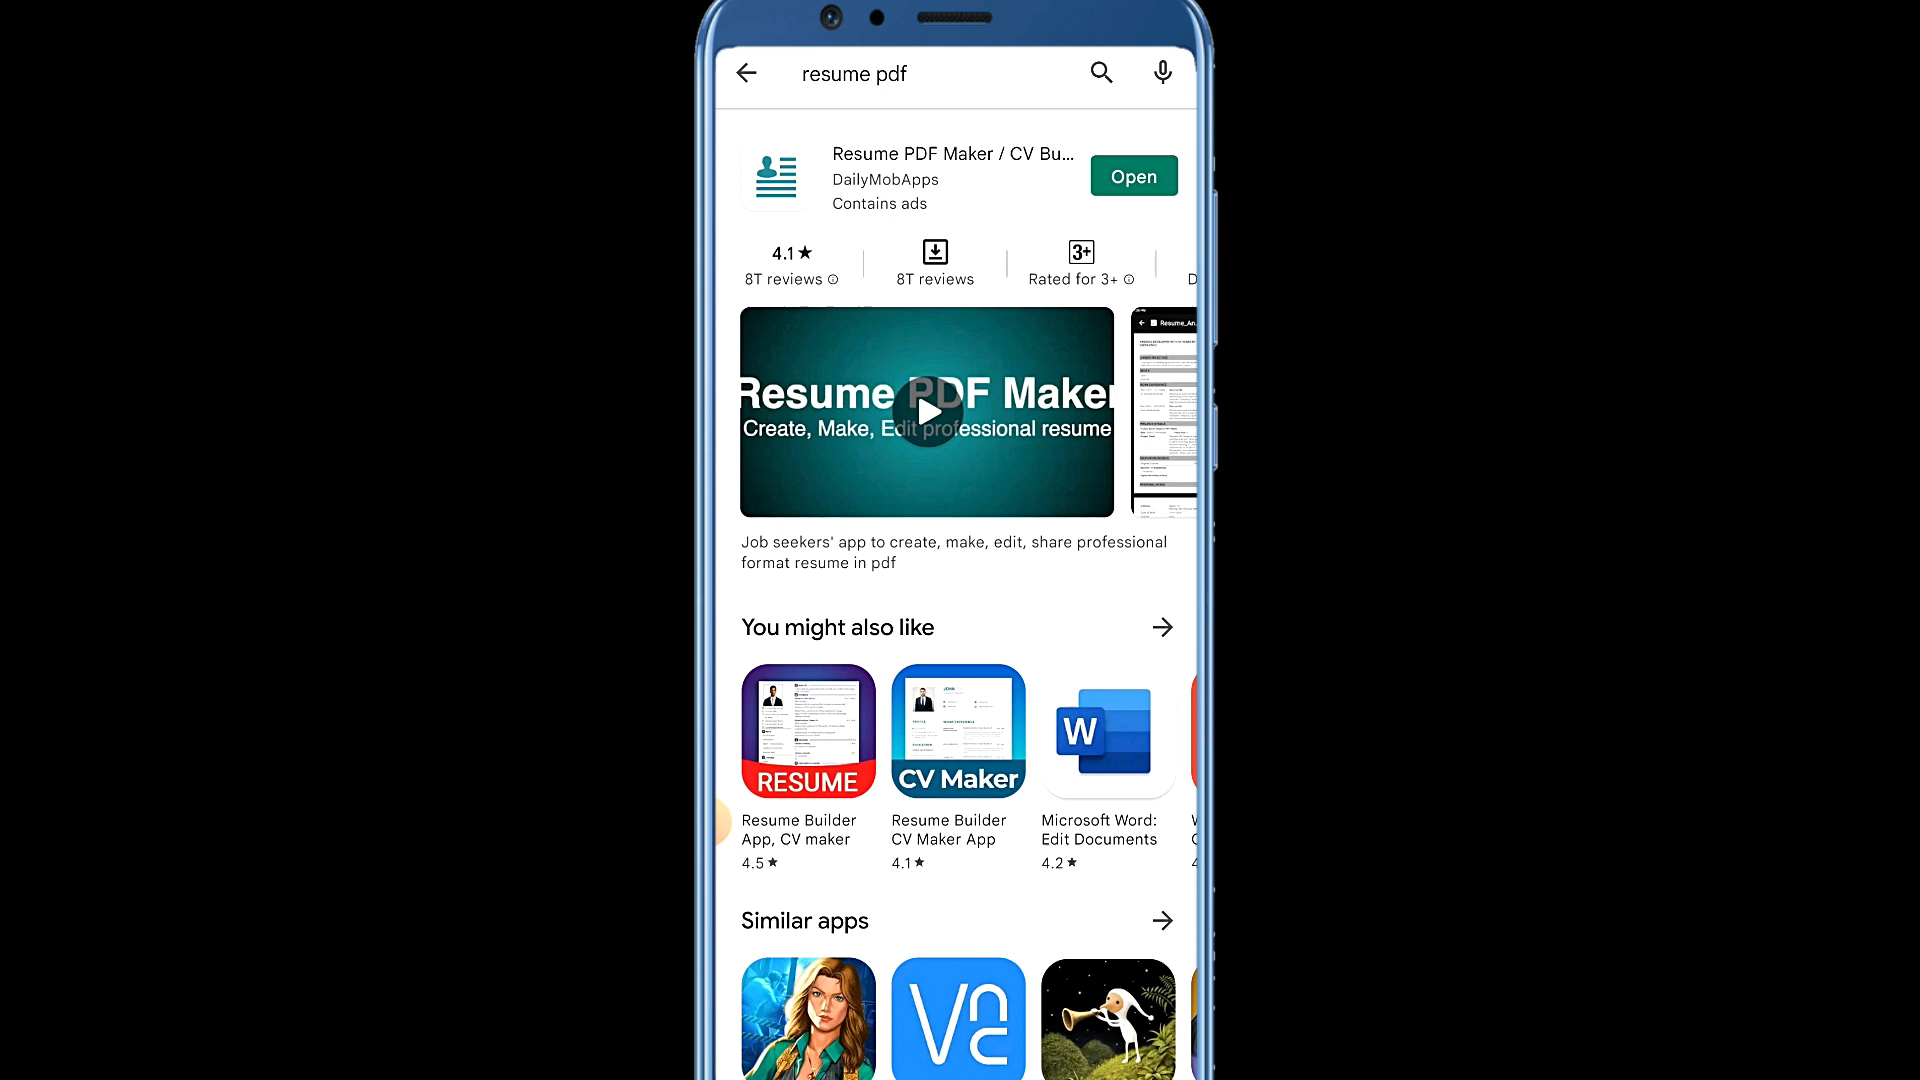 resume pdf
Resume PDF Maker / CV Bu...
DailyMobApps
Contains ads
Open
4.1★
8T reviews
8T reviews
3+
Rated for 3+
D
Resume PDF Maker
Create, Make, Edit professional resume
Resume_An...
Job seekers' app to create, make, edit, share professional
format resume in pdf
You might also like
RESUME
CV Maker
W
Resume Builder
App, CV maker
4.5★
Resume Builder
CV Maker App
4.1★
Microsoft Word:
Edit Documents
4.2★
Similar apps
Vnc